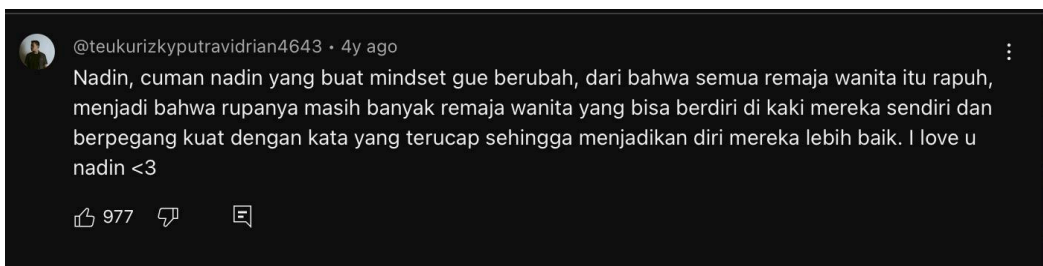 @teukurizkyputravidrian4643 • 4y ago
Nadin, cuman nadin yang buat mindset gue berubah, dari bahwa semua remaja wanita itu rapuh,
menjadi bahwa rupanya masih banyak remaja wanita yang bisa berdiri di kaki mereka sendiri dan
berpegang kuat dengan kata yang terucap sehingga menjadikan diri mereka lebih baik. I love u
nadin <3
977